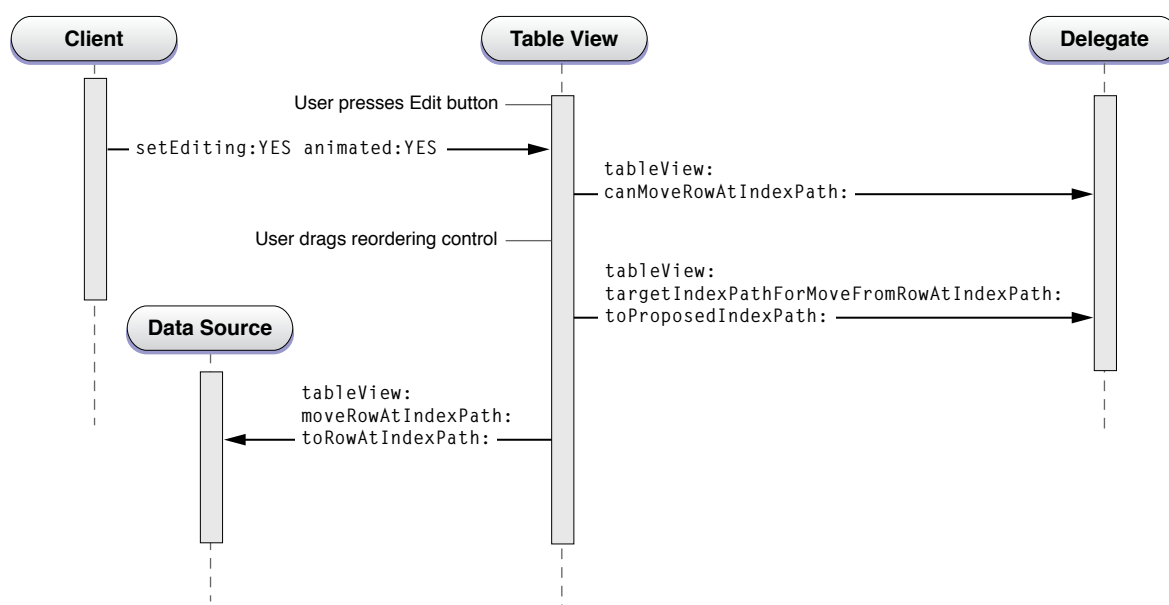 Client
Table View
Delegate
User presses Edit button
setEditing:YES animated:YES
tableView:
canMoveRowAtIndexPath:
User drags reordering control
tableView:
targetIndexPathForMoveFromRowAtIndexPath:
toProposedIndexPath:
Data Source
tableView:
moveRowAtIndexPath:
toRowAtIndexPath: